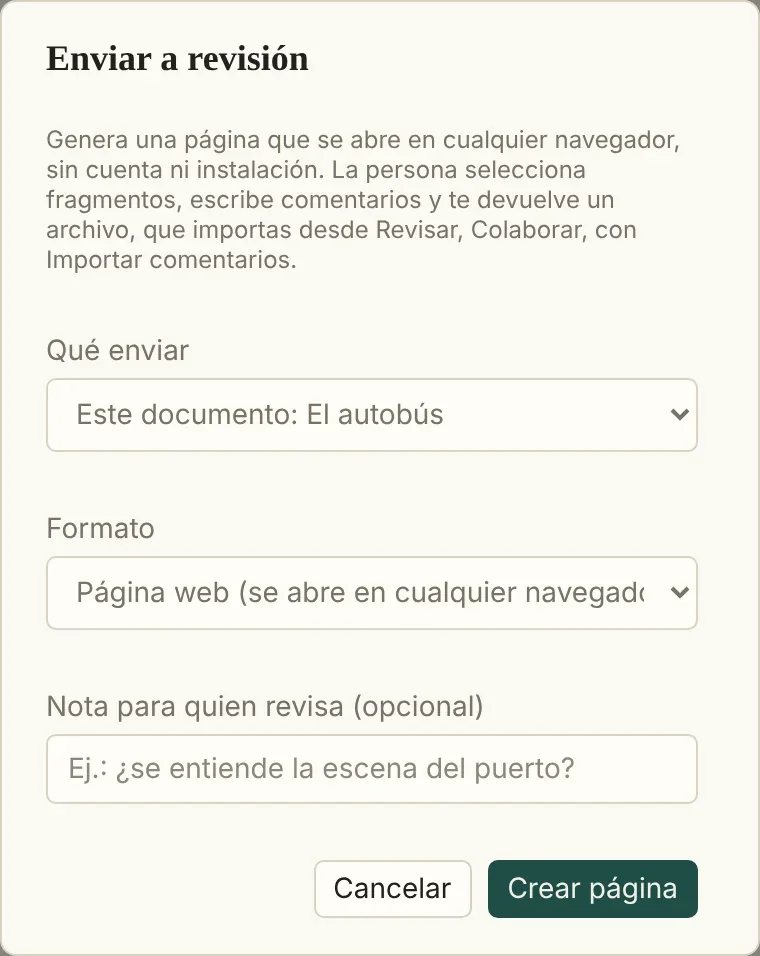 Enviar a revisión
Genera una página que se abre en cualquier navegador,
sin cuenta ni instalación. La persona selecciona
fragmentos, escribe comentarios y te devuelve un
archivo, que importas desde Revisar, Colaborar, con
Importar comentarios.
Qué enviar
Este documento: El autobús
Formato
Página web (se abre en cualquier navegado
Nota para quien revisa (opcional)
Ej.: ¿se entiende la escena del puerto?
Cancelar
Crear página